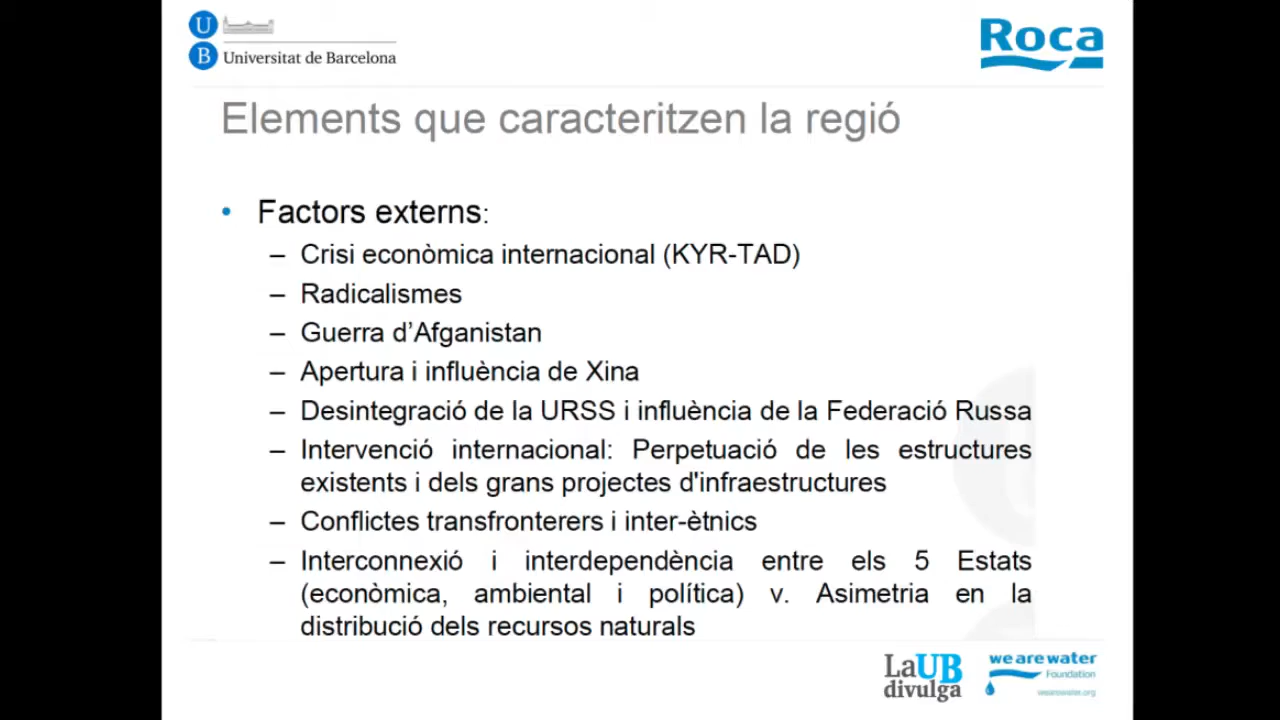 U
B Universitat de Barcelona
Roca
Elements que caracteritzen la regió
• Factors externs:
– Crisi econòmica internacional (KYR-TAD)
– Radicalismes
– Guerra d’Afganistan
– Apertura i influència de Xina
– Desintegració de la URSS i influència de la Federació Russa
– Intervenció internacional: Perpetuació de les estructures
existents i dels grans projectes d'infraestructures
– Conflictes transfronterers i inter-ètnics
– Interconnexió i interdependència entre els 5 Estats
(econòmica, ambiental i política) v. Asimetria en la
distribució dels recursos naturals
LaUB
divulga
we are water
Foundation
wearewater.org